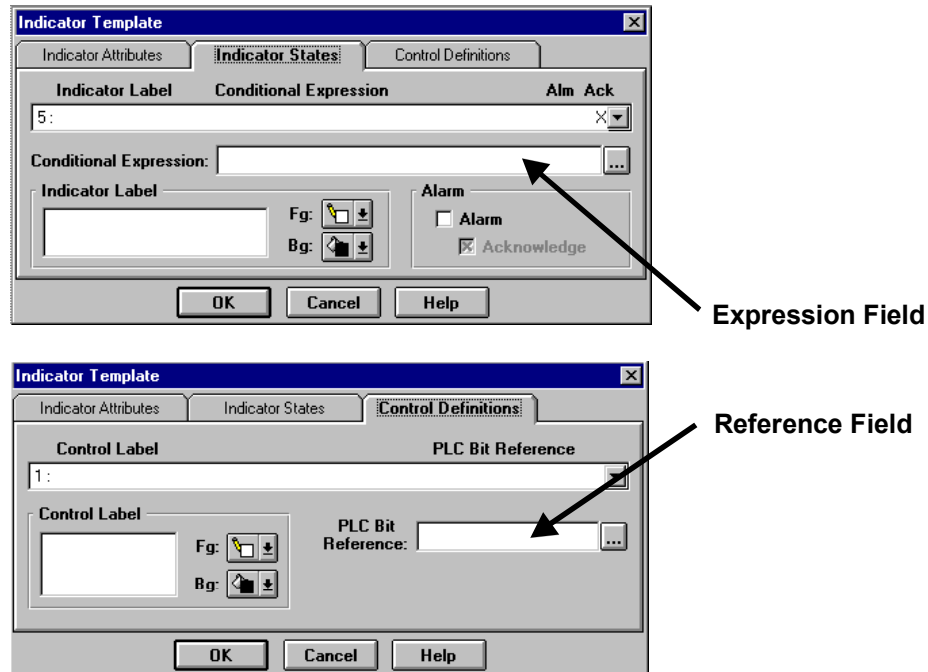 Indicator Template
Indicator Attributes Indicator States Control Definitions
Indicator Label Conditional Expression Alm Ack
5: X
Conditional Expression: ...
Indicator Label Alarm
Fg: Alarm
Bg: Acknowledge
OK Cancel Help
Expression Field
Indicator Template
Indicator Attributes Indicator States Control Definitions
Reference Field
Control Label PLC Bit Reference
1:
Control Label
PLC Bit
Fg: Reference: ...
Bg:
OK Cancel Help